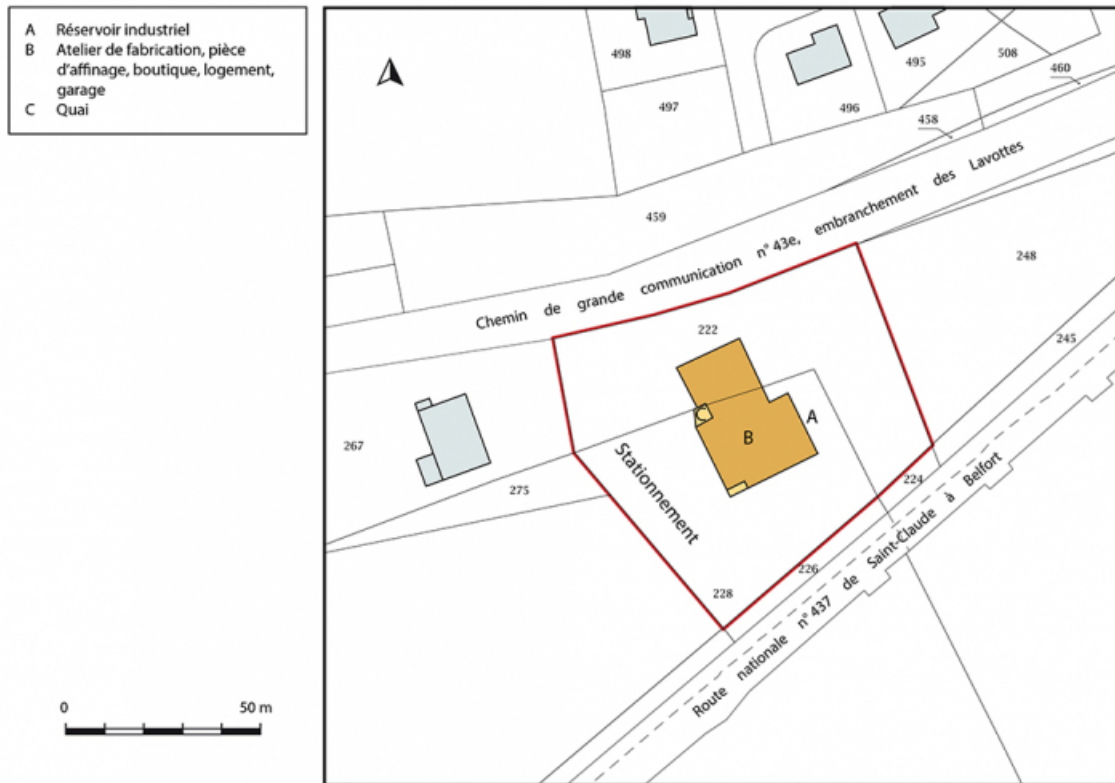 A Réservoir industriel
B Atelier de fabrication, pièce
d'affinage, boutique, logement,
garage
C Quai
498
497
496
495
508
460
458
459
Chemin de grande communication n° 43e, embranchement des Lavottes
248
222
245
A
B
C
267
Stationnement
275
224
226
228
Route nationale n° 437 de Saint-Claude à Belfort
0 50 m